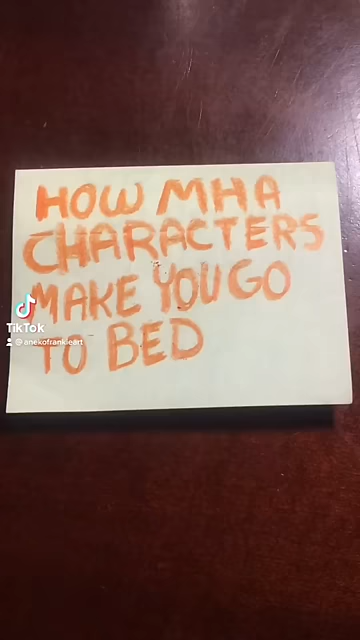 HOW MHA
CHARACTERS
MAKE YOU GO
TO BED
TikTok
@anekofrankieart